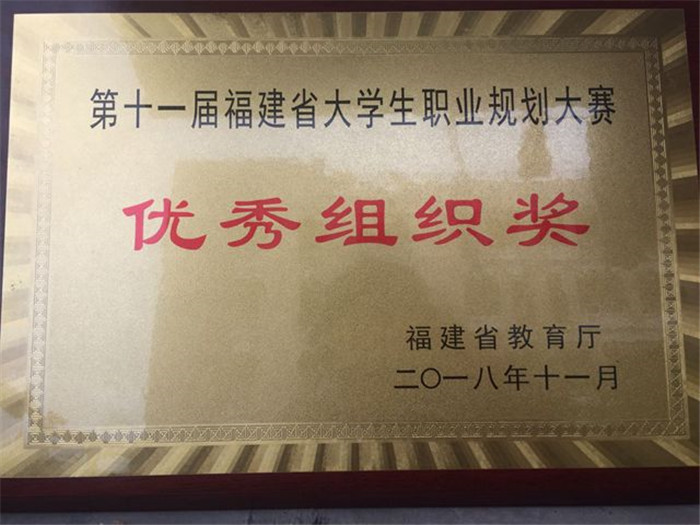 第十一届福建省大学生职业规划大赛
优秀组织奖
福建省教育厅
二〇一八年十一月